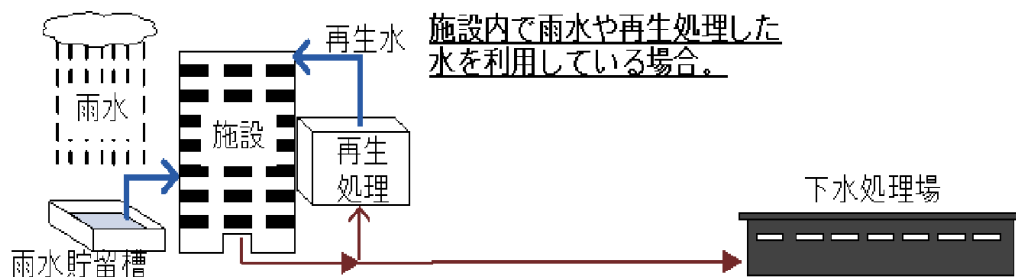 再生水
施設内で雨水や再生処理した
水を利用している場合。
雨水
施設
再生
処理
下水処理場
雨水貯留槽